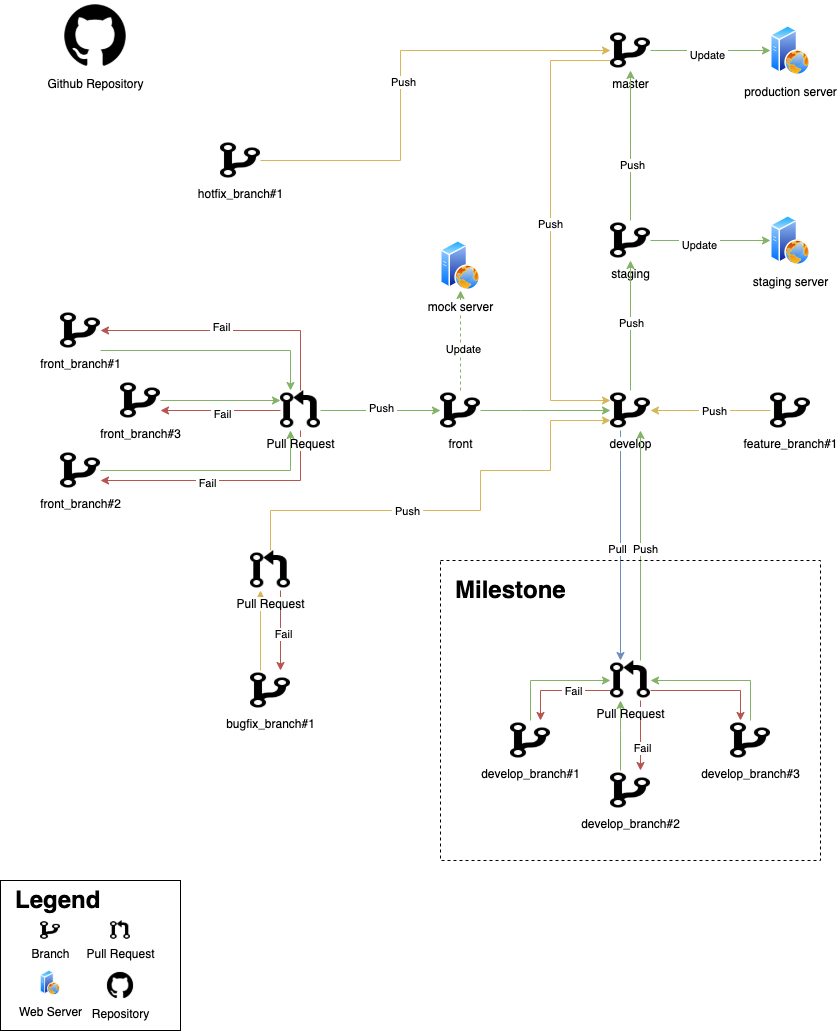 Github Repository
Push
master
Update
production server
hotfix_branch#1
Push
Push
mock server
staging
Update
staging server
Fail
front_branch#1
Update
Push
front_branch#3
Fail
Pull Request
Push
front
develop
Push
feature_branch#1
front_branch#2
Fail
Push
Pull
Push
Pull Request
Fail
bugfix_branch#1
Milestone
Pull Request
Fail
Fail
develop_branch#1
develop_branch#2
develop_branch#3
Legend
Branch
Pull Request
Web Server
Repository